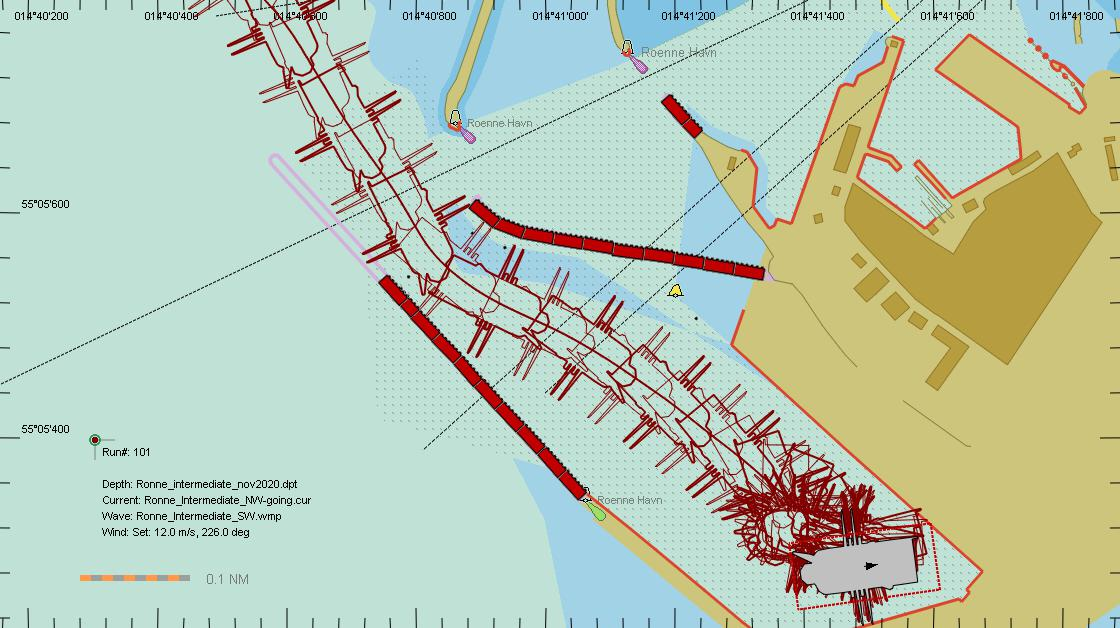 014°40'200 014°40'400 014°40'600 014°40'800 014°41'000 014°41'200 014°41'400 014°41'600 014°41'800
Roenne Havn
Roenne Havn
55°05'600
55°05'400
Run#: 101
Depth: Ronne_intermediate_nov2020.dpt
Current: Ronne_Intermediate_NW-going.cur
Roenne Havn
Wave: Ronne_Intermediate_SW.wmp
Wind: Set: 12.0 m/s, 226.0 deg
0.1 NM